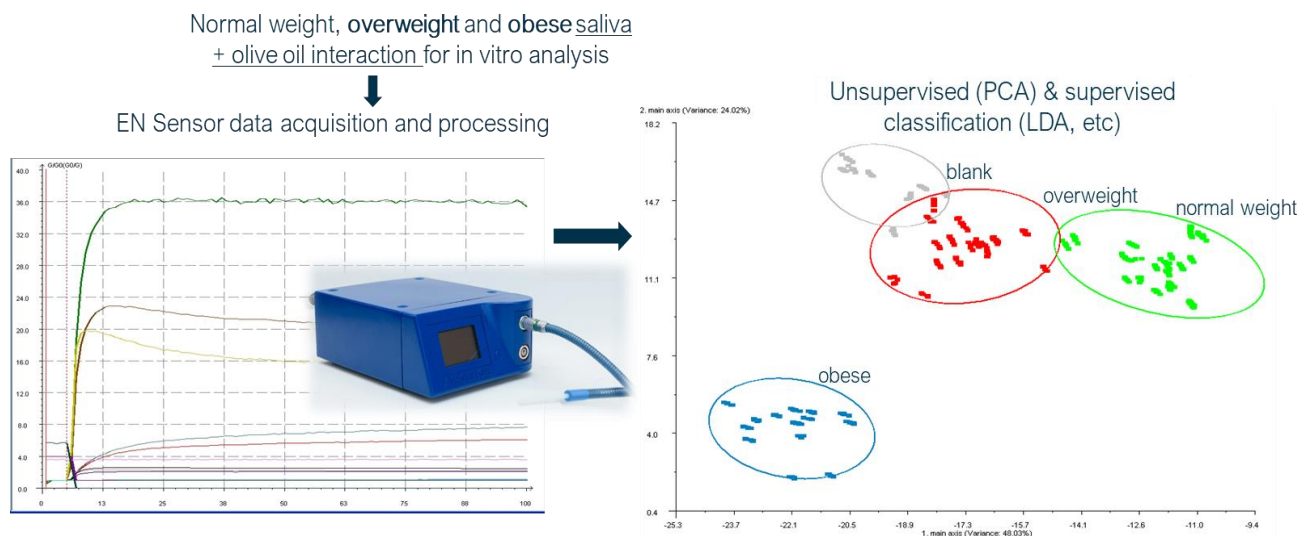 Normal weight, overweight and obese saliva
+ olive oil interaction for in vitro analysis
EN Sensor data acquisition and processing
G/G0(G0/G)
40.0
36.0
32.0
28.0
24.0
20.0
16.0
12.0
8.0
4.0
0.0
0 13 25 38 50 63 75 88 100
Unsupervised (PCA) & supervised
classification (LDA, etc)
2. main axis (Variance: 24.02%)
18.2
14.7
11.1
7.6
4.0
0.4
blank
overweight
normal weight
obese
-25.3 -23.7 -22.1 -20.5 -18.9 -17.3 -15.7 -14.1 -12.6 -11.0 -9.4
1. main axis (Variance: 48.03%)